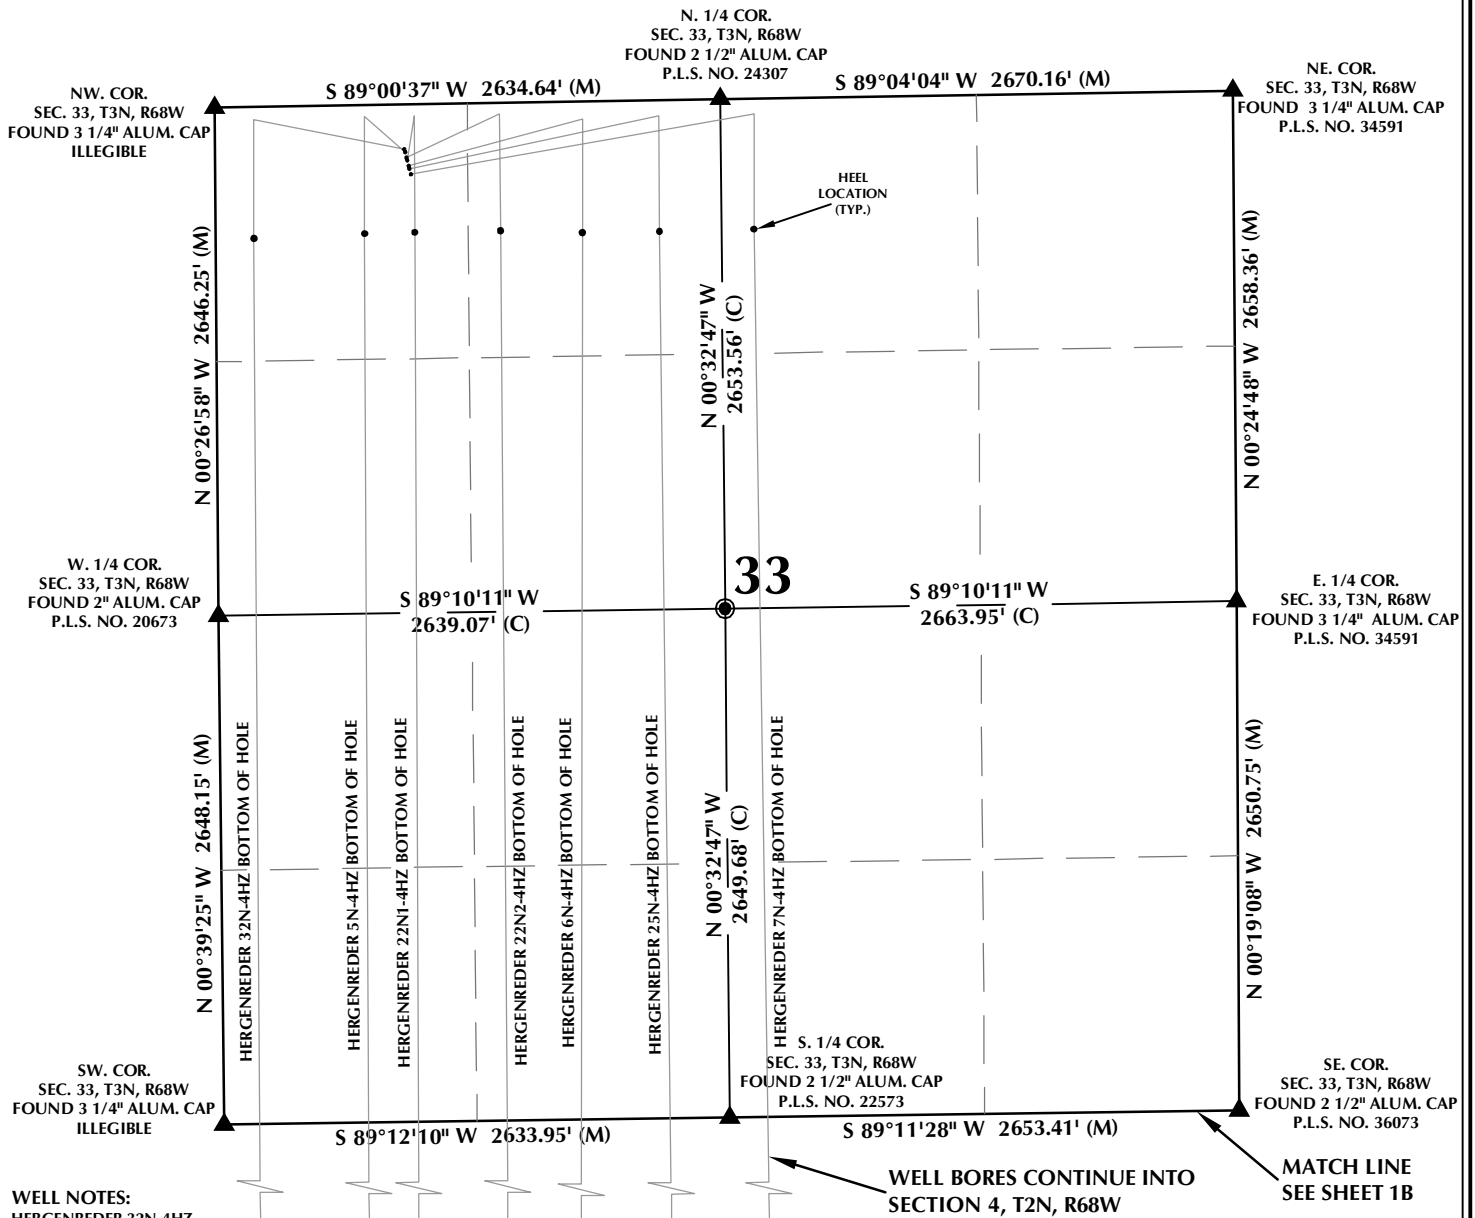 N. 1/4 COR.
SEC. 33, T3N, R68W
FOUND 2 1/2" ALUM. CAP
P.L.S. NO. 24307
NW. COR.
SEC. 33, T3N, R68W
FOUND 3 1/4" ALUM. CAP
ILLEGIBLE
S 89°00'37" W 2634.64' (M)
S 89°04'04" W 2670.16' (M)
NE. COR.
SEC. 33, T3N, R68W
FOUND 3 1/4" ALUM. CAP
P.L.S. NO. 34591
HEEL
LOCATION
(TYP.)
N 00°26'58" W 2646.25' (M)
N 00°32'47" W
2653.56' (C)
N 00°24'48" W 2658.36' (M)
W. 1/4 COR.
SEC. 33, T3N, R68W
FOUND 2" ALUM. CAP
P.L.S. NO. 20673
33
S 89°10'11" W
2639.07' (C)
S 89°10'11" W
2663.95' (C)
E. 1/4 COR.
SEC. 33, T3N, R68W
FOUND 3 1/4" ALUM. CAP
P.L.S. NO. 34591
N 00°39'25" W 2648.15' (M)
HERGENREDER 32N-4HZ BOTTOM OF HOLE
HERGENREDER 5N-4HZ BOTTOM OF HOLE
HERGENREDER 22N1-4HZ BOTTOM OF HOLE
HERGENREDER 22N2-4HZ BOTTOM OF HOLE
HERGENREDER 6N-4HZ BOTTOM OF HOLE
HERGENREDER 25N-4HZ BOTTOM OF HOLE
N 00°32'47" W
2649.68' (C)
HERGENREDER 7N-4HZ BOTTOM OF HOLE
N 00°19'08" W 2650.75' (M)
SW. COR.
SEC. 33, T3N, R68W
FOUND 3 1/4" ALUM. CAP
ILLEGIBLE
S. 1/4 COR.
SEC. 33, T3N, R68W
FOUND 2 1/2" ALUM. CAP
P.L.S. NO. 22573
SE. COR.
SEC. 33, T3N, R68W
FOUND 2 1/2" ALUM. CAP
P.L.S. NO. 36073
S 89°12'10" W 2633.95' (M)
S 89°11'28" W 2653.41' (M)
WELL BORES CONTINUE INTO
SECTION 4, T2N, R68W
MATCH LINE
SEE SHEET 1B
WELL NOTES:
HERGENREDER 32N-4HZ